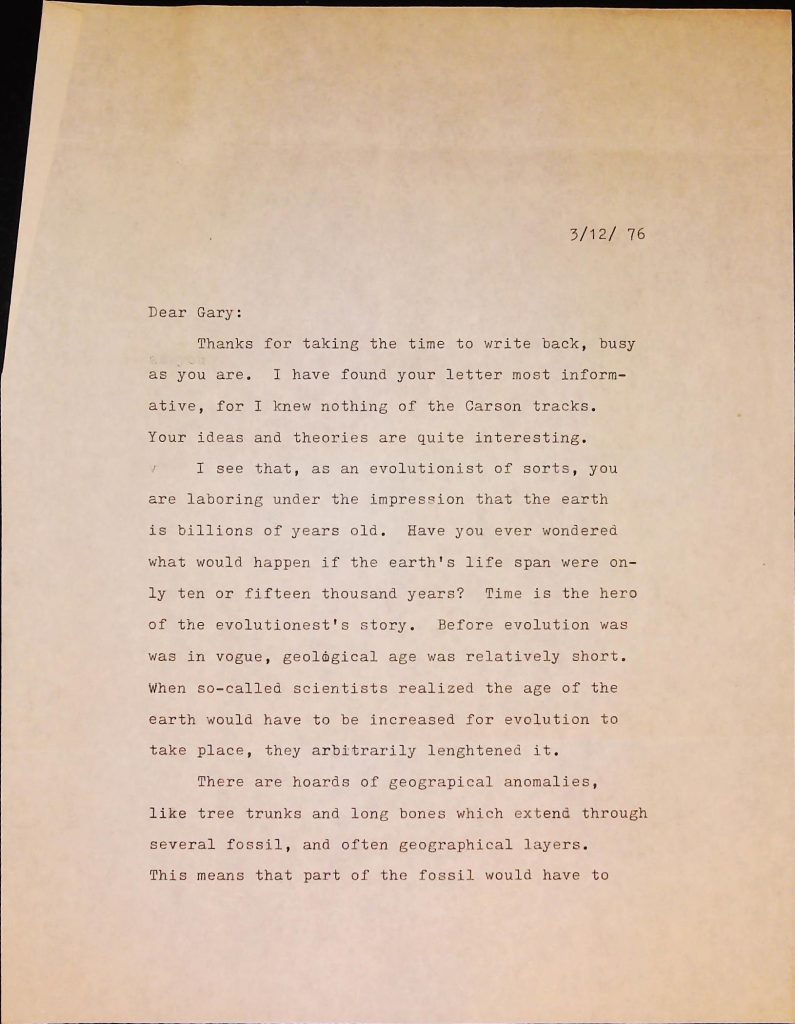 3/12/ 76
Dear Gary:
Thanks for taking the time to write back, busy
as you are.  I have found your letter most inform-
ative, for I knew nothing of the Carson tracks.
Your ideas and theories are quite interesting.
I see that, as an evolutionist of sorts, you
are laboring under the impression that the earth
is billions of years old.  Have you ever wondered
what would happen if the earth's life span were on-
ly ten or fifteen thousand years?  Time is the hero
of the evolutionest's story.  Before evolution was
was in vogue, geological age was relatively short.
When so-called scientists realized the age of the
earth would have to be increased for evolution to
take place, they arbitrarily lenghtened it.
There are hoards of geograpical anomalies,
like tree trunks and long bones which extend through
several fossil, and often geographical layers.
This means that part of the fossil would have to